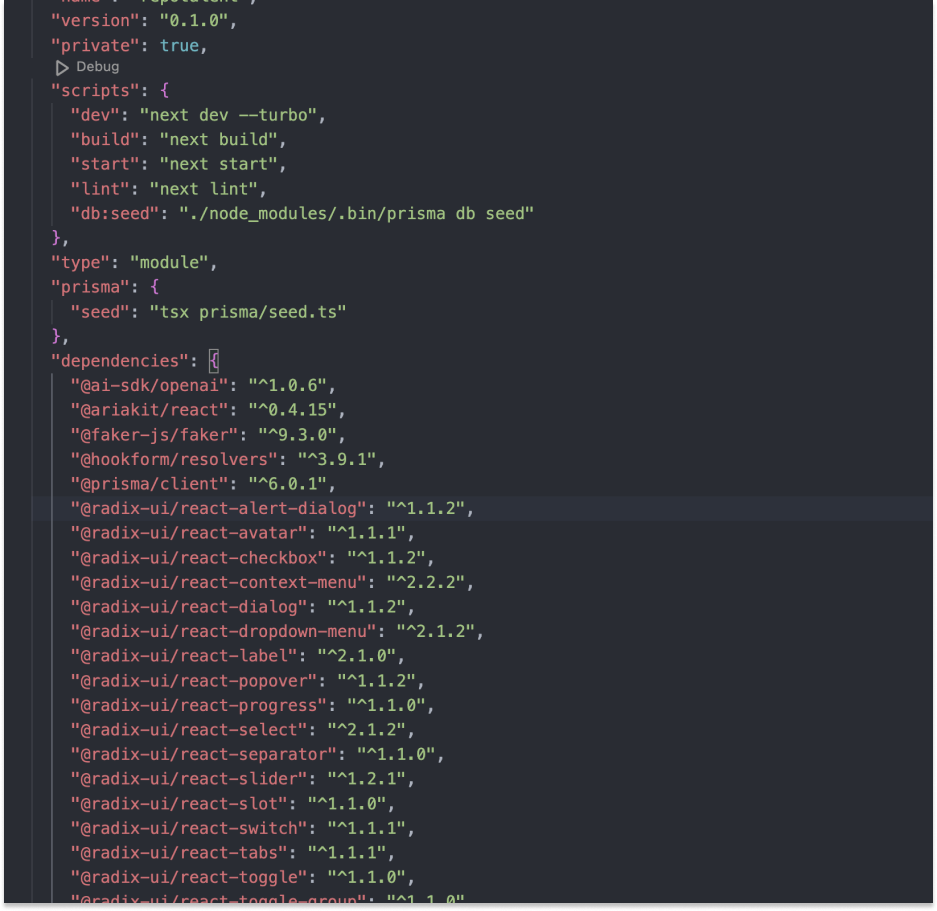 "version": "0.1.0",
"private": true,
Debug
"scripts": {
"dev": "next dev --turbo",
"build": "next build",
"start": "next start",
"lint": "next lint",
"db:seed": "./node_modules/.bin/prisma db seed"
},
"type": "module",
"prisma": {
"seed": "tsx prisma/seed.ts"
},
"dependencies": {
"@ai-sdk/openai": "^1.0.6",
"@ariakit/react": "^0.4.15",
"@faker-js/faker": "^9.3.0",
"@hookform/resolvers": "^3.9.1",
"@prisma/client": "^6.0.1",
"@radix-ui/react-alert-dialog": "^1.1.2",
"@radix-ui/react-avatar": "^1.1.1",
"@radix-ui/react-checkbox": "^1.1.2",
"@radix-ui/react-context-menu": "^2.2.2",
"@radix-ui/react-dialog": "^1.1.2",
"@radix-ui/react-dropdown-menu": "^2.1.2",
"@radix-ui/react-label": "^2.1.0",
"@radix-ui/react-popover": "^1.1.2",
"@radix-ui/react-progress": "^1.1.0",
"@radix-ui/react-select": "^2.1.2",
"@radix-ui/react-separator": "^1.1.0",
"@radix-ui/react-slider": "^1.2.1",
"@radix-ui/react-slot": "^1.1.0",
"@radix-ui/react-switch": "^1.1.1",
"@radix-ui/react-tabs": "^1.1.1",
"@radix-ui/react-toggle": "^1.1.0",
"@radix-ui/react-toggle-group": "^1.1.0"